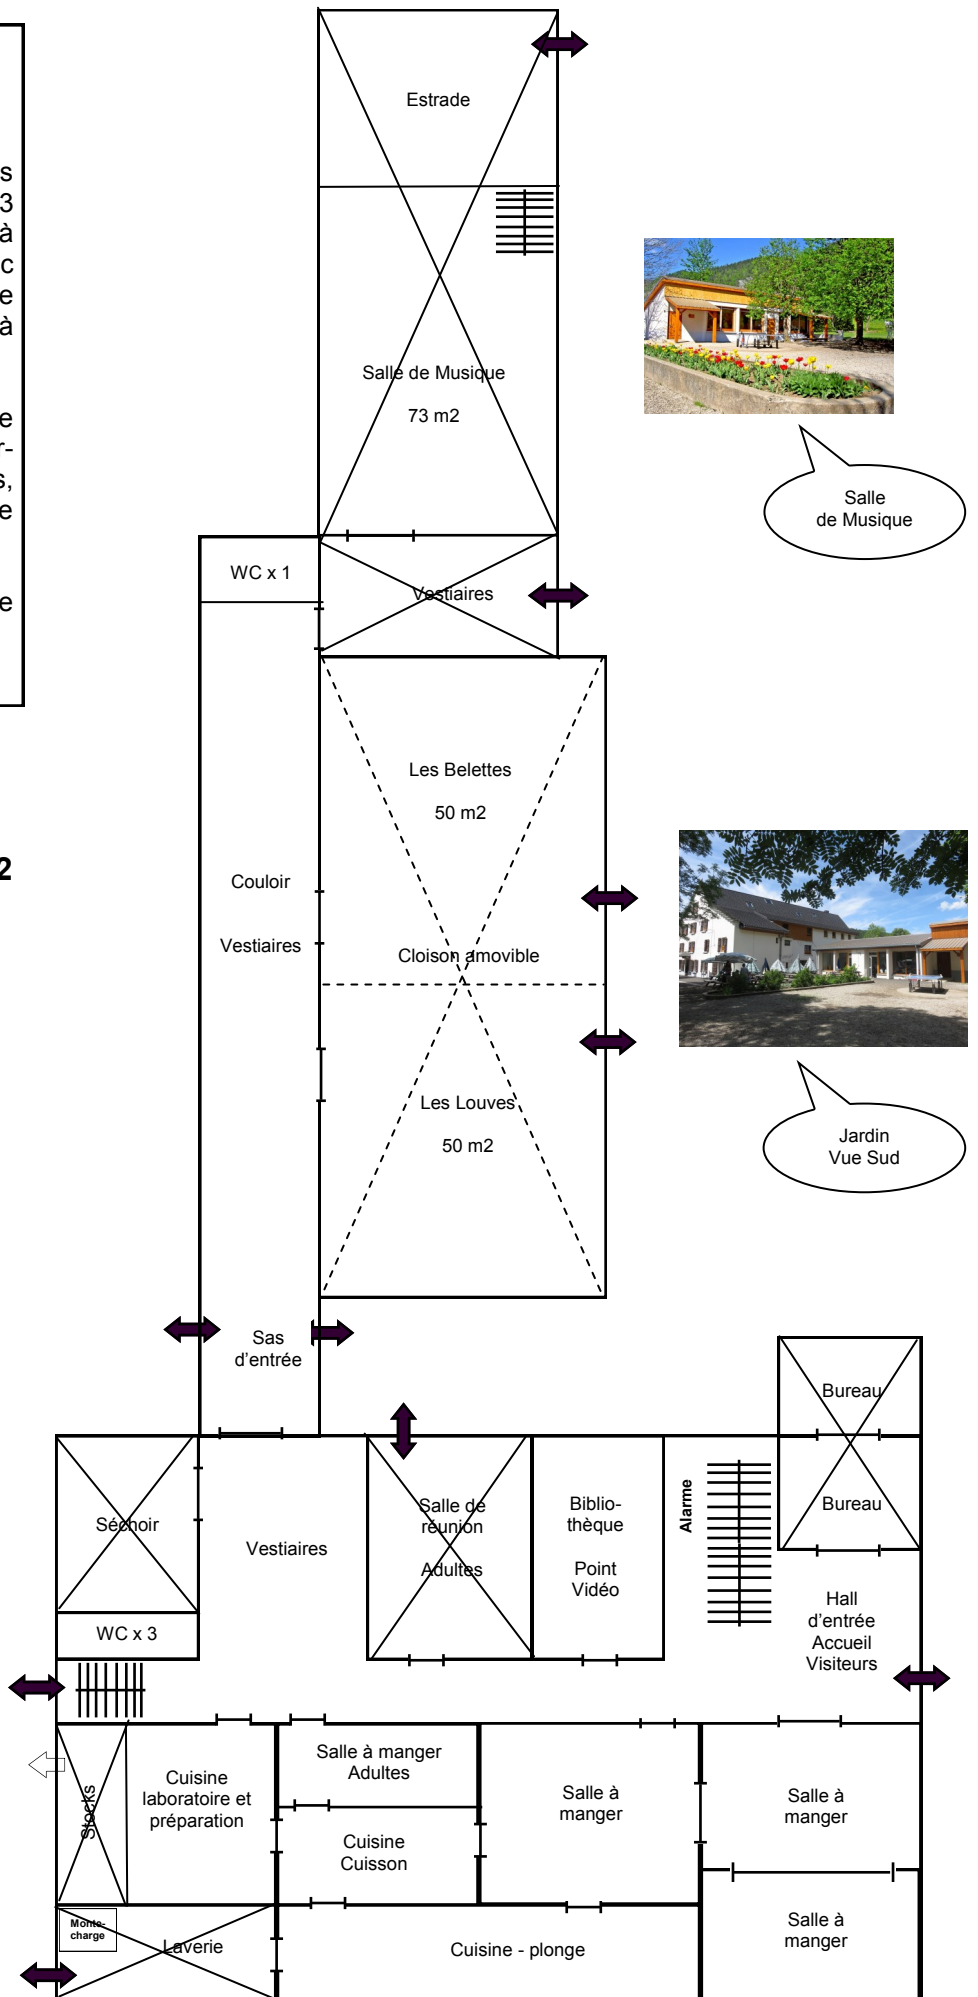 s
3
à
c
e
à
e
r-
s,
e
e
2
Estrade
Salle de Musique
73 m2
Salle
de Musique
WC x 1
Vestiaires
Les Belettes
50 m2
Couloir
Vestiaires
Cloison amovible
Les Louves
50 m2
Jardin
Vue Sud
Sas
d’entrée
Bureau
Bureau
Séchoir
Vestiaires
Salle de
réunion
Adultes
Biblio-
thèque
Point
Vidéo
Alarme
Hall
d’entrée
Accueil
Visiteurs
WC x 3
Stocks
Cuisine
laboratoire et
préparation
Salle à manger
Adultes
Cuisine
Cuisson
Salle à
manger
Salle à
manger
Monte-
charge
Laverie
Cuisine - plonge
Salle à
manger